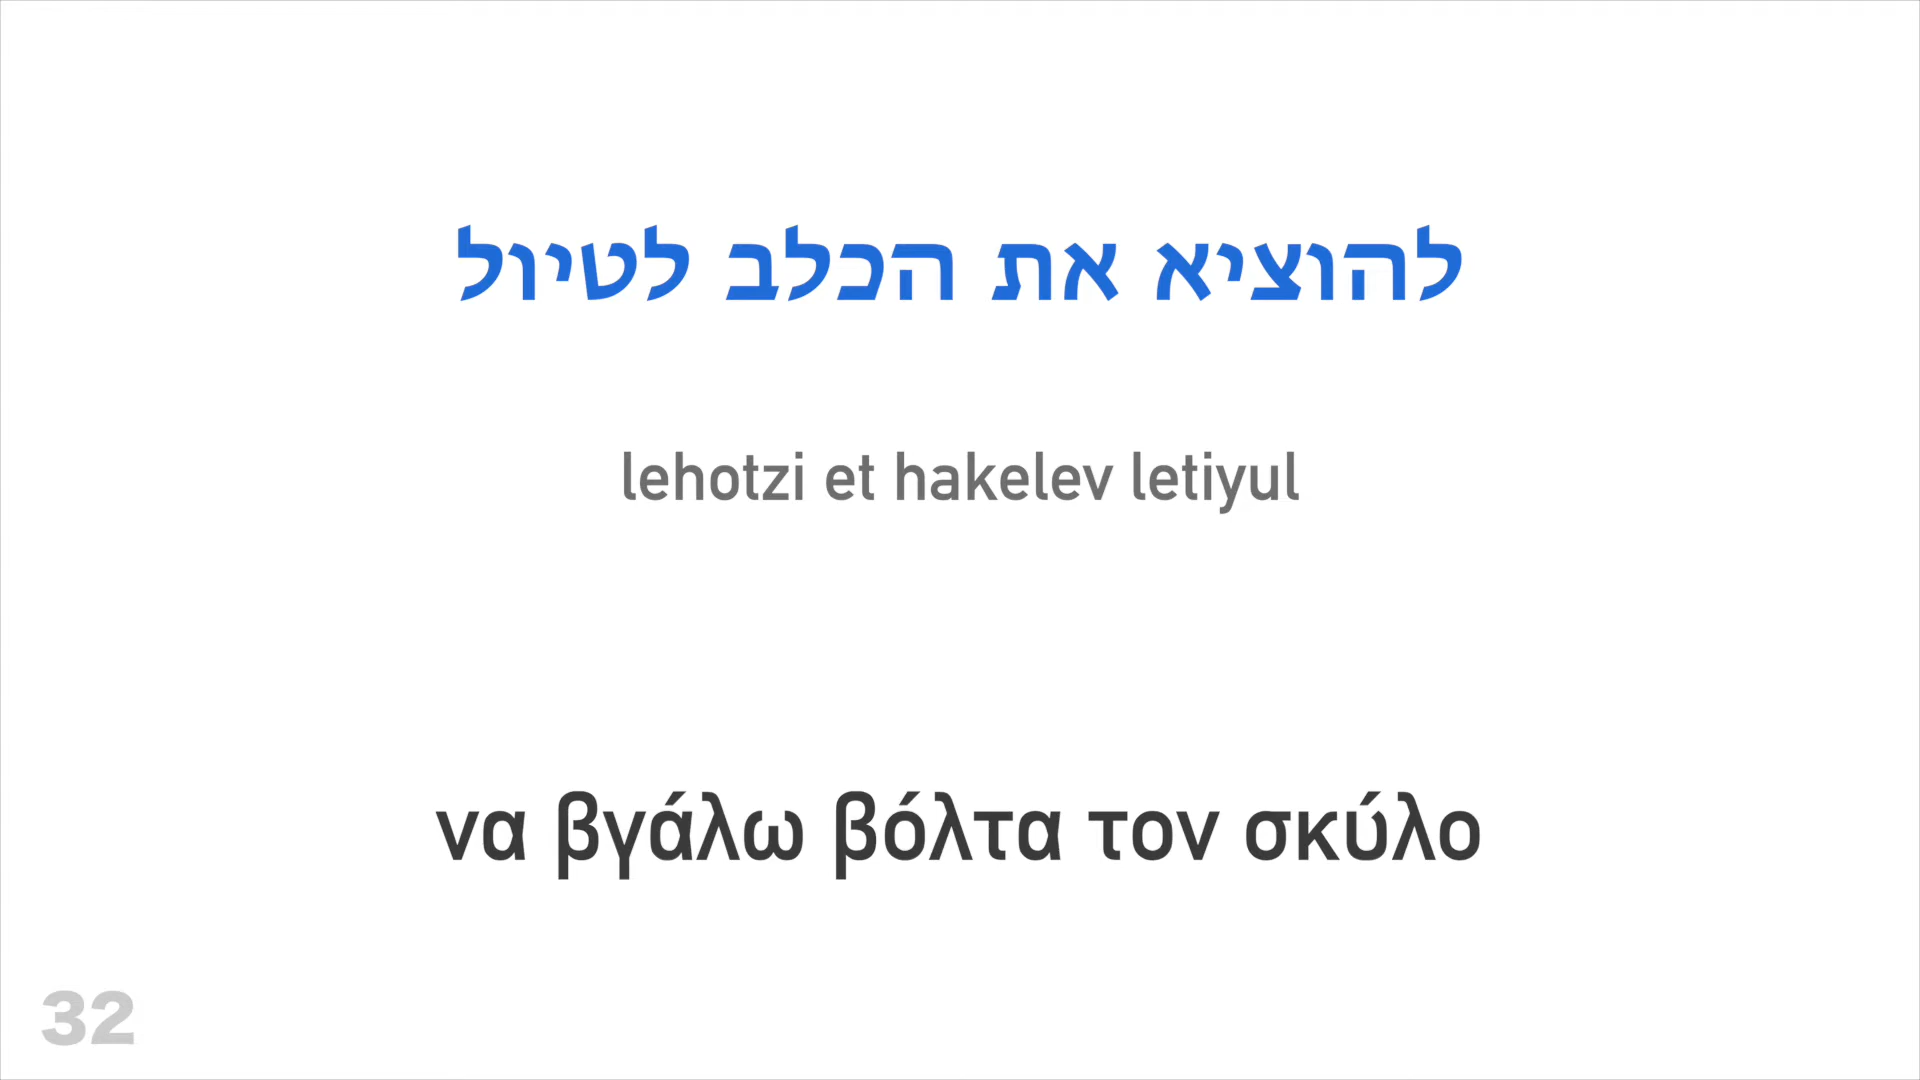 להוציא את הכלב לטיול
lehotzi et hakelev letiyul
να βγάλω βόλτα τον σκύλο
32